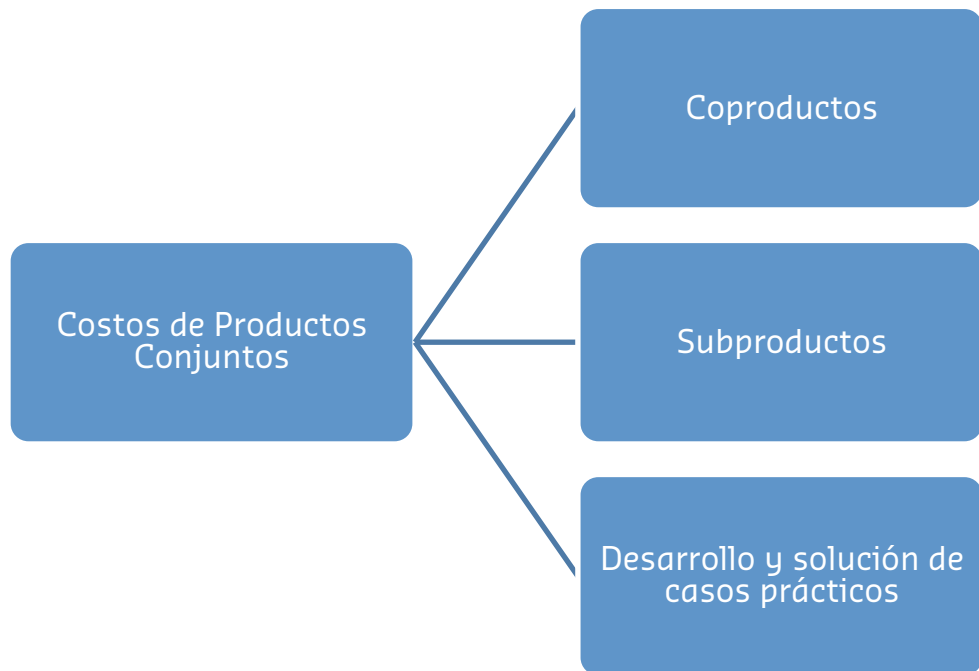 Coproductos
Costos de Productos
Conjuntos
Subproductos
Desarrollo y solución de
casos prácticos